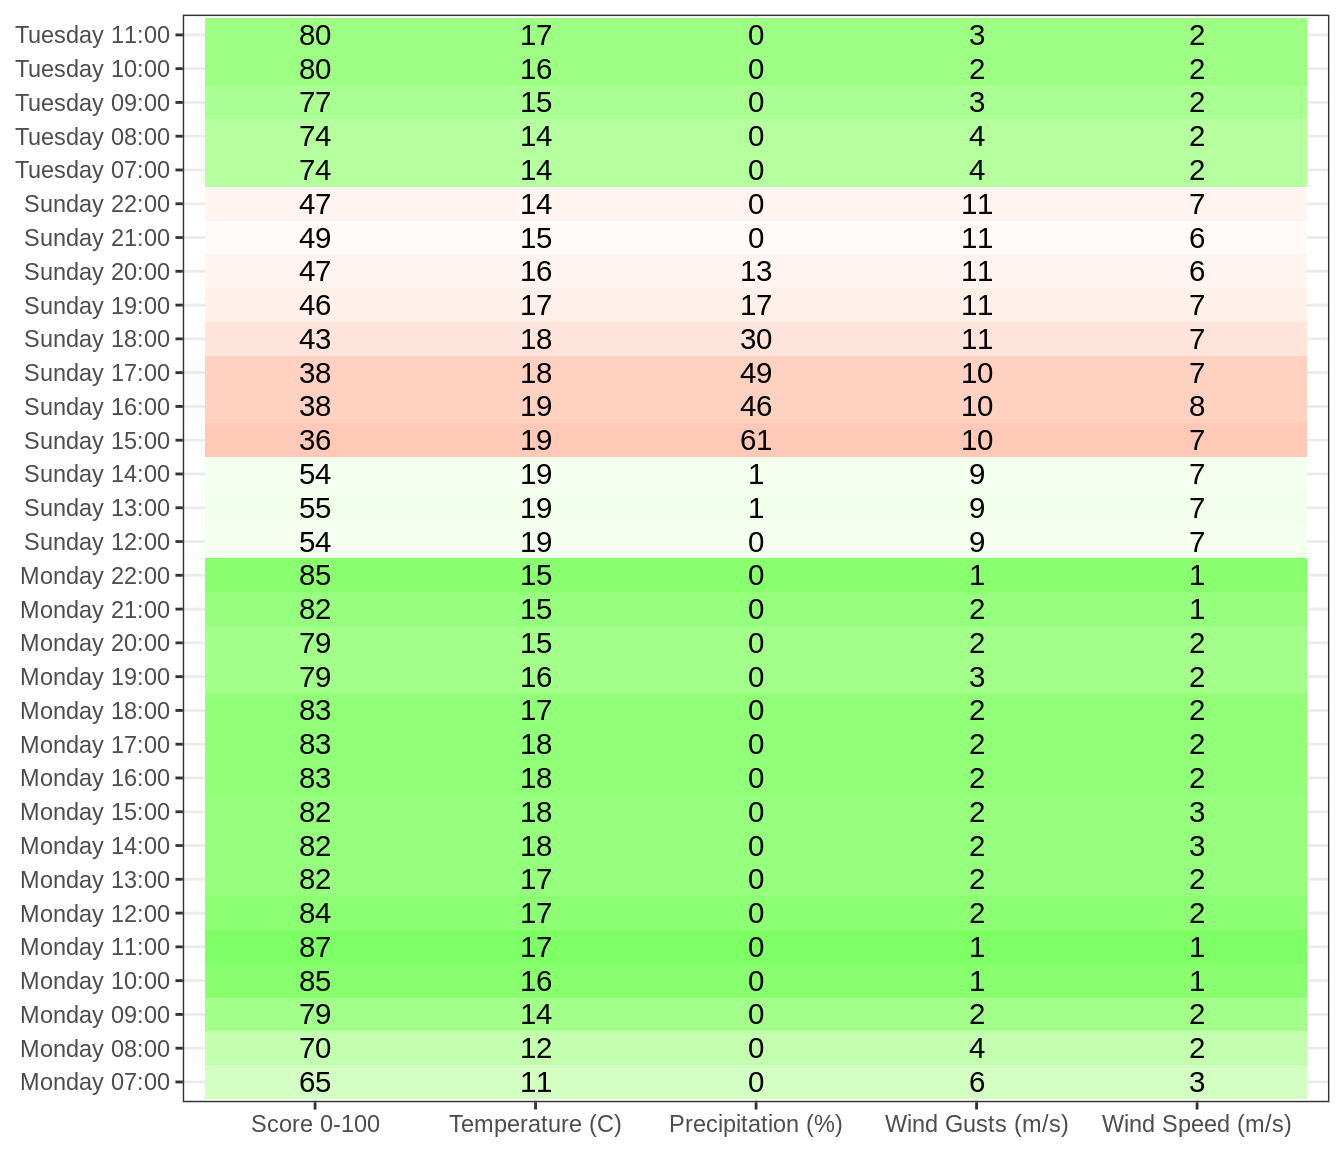 Tuesday 11:00 80 17 0 3 2
Tuesday 10:00 80 16 0 2 2
Tuesday 09:00 77 15 0 3 2
Tuesday 08:00 74 14 0 4 2
Tuesday 07:00 74 14 0 4 2
Sunday 22:00 47 14 0 11 7
Sunday 21:00 49 15 0 11 6
Sunday 20:00 47 16 13 11 6
Sunday 19:00 46 17 17 11 7
Sunday 18:00 43 18 30 11 7
Sunday 17:00 38 18 49 10 7
Sunday 16:00 38 19 46 10 8
Sunday 15:00 36 19 61 10 7
Sunday 14:00 54 19 1 9 7
Sunday 13:00 55 19 1 9 7
Sunday 12:00 54 19 0 9 7
Monday 22:00 85 15 0 1 1
Monday 21:00 82 15 0 2 1
Monday 20:00 79 15 0 2 2
Monday 19:00 79 16 0 3 2
Monday 18:00 83 17 0 2 2
Monday 17:00 83 18 0 2 2
Monday 16:00 83 18 0 2 2
Monday 15:00 82 18 0 2 3
Monday 14:00 82 18 0 2 3
Monday 13:00 82 17 0 2 2
Monday 12:00 84 17 0 2 2
Monday 11:00 87 17 0 1 1
Monday 10:00 85 16 0 1 1
Monday 09:00 79 14 0 2 2
Monday 08:00 70 12 0 4 2
Monday 07:00 65 11 0 6 3
Score 0-100 Temperature (C) Precipitation (%) Wind Gusts (m/s) Wind Speed (m/s)